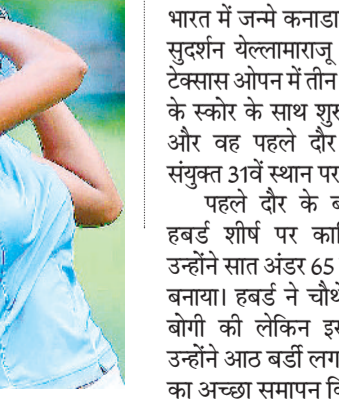 भारत में जन्मे कनाडा
सुदर्शन येल्लामाराजू
टेक्सास ओपन में तीन
के स्कोर के साथ शुरु
और वह पहले दौर
संयुक्त 31वें स्थान पर
पहले दौर के ब
हबर्ड शीर्ष पर काि
उन्होंने सात अंडर 65
बनाया। हबर्ड ने चौथे
बोगी की लेकिन इस
उन्होंने आठ बर्डी लग
का अच्छा समापन कि